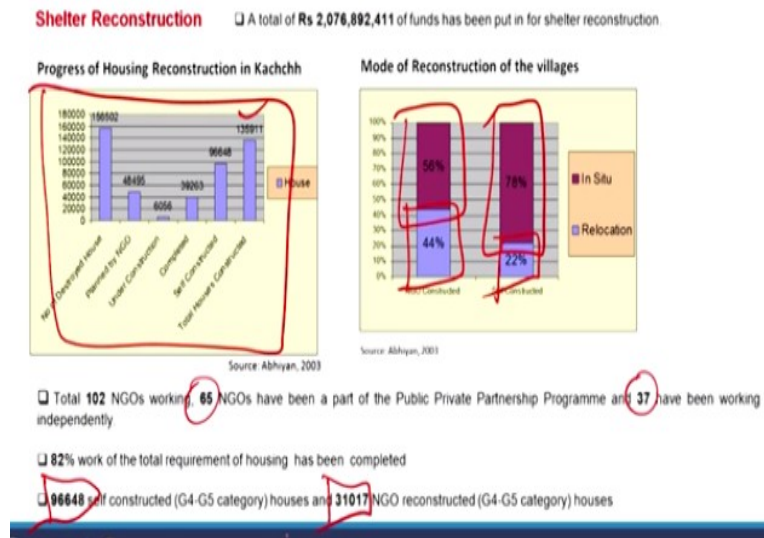 Shelter Reconstruction
❑ A total of Rs 2,076,892,411 of funds has been put in for shelter reconstruction.
Progress of Housing Reconstruction in Kachchh
180000
160000
140000
120000
100000
80000
60000
40000
20000
0
156502
48495
6056
39263
96648
135911
House
No of Destroyed House
Planned by NGO
Under Construction
Completed
Self Constructed
Total Houses Constructed
Source: Abhiyan, 2003
Mode of Reconstruction of the villages
100%
90%
80%
70%
60%
50%
40%
30%
20%
10%
0%
56%
78%
44%
22%
In Situ
Relocation
Constructed
Constructed
Source: Abhiyan, 2003
❑ Total 102 NGOs working, 65 NGOs have been a part of the Public Private Partnership Programme and 37 have been working
independently.
❑ 82% work of the total requirement of housing has been completed
❑ 96648 self constructed (G4-G5 category) houses and 31017 NGO reconstructed (G4-G5 category) houses